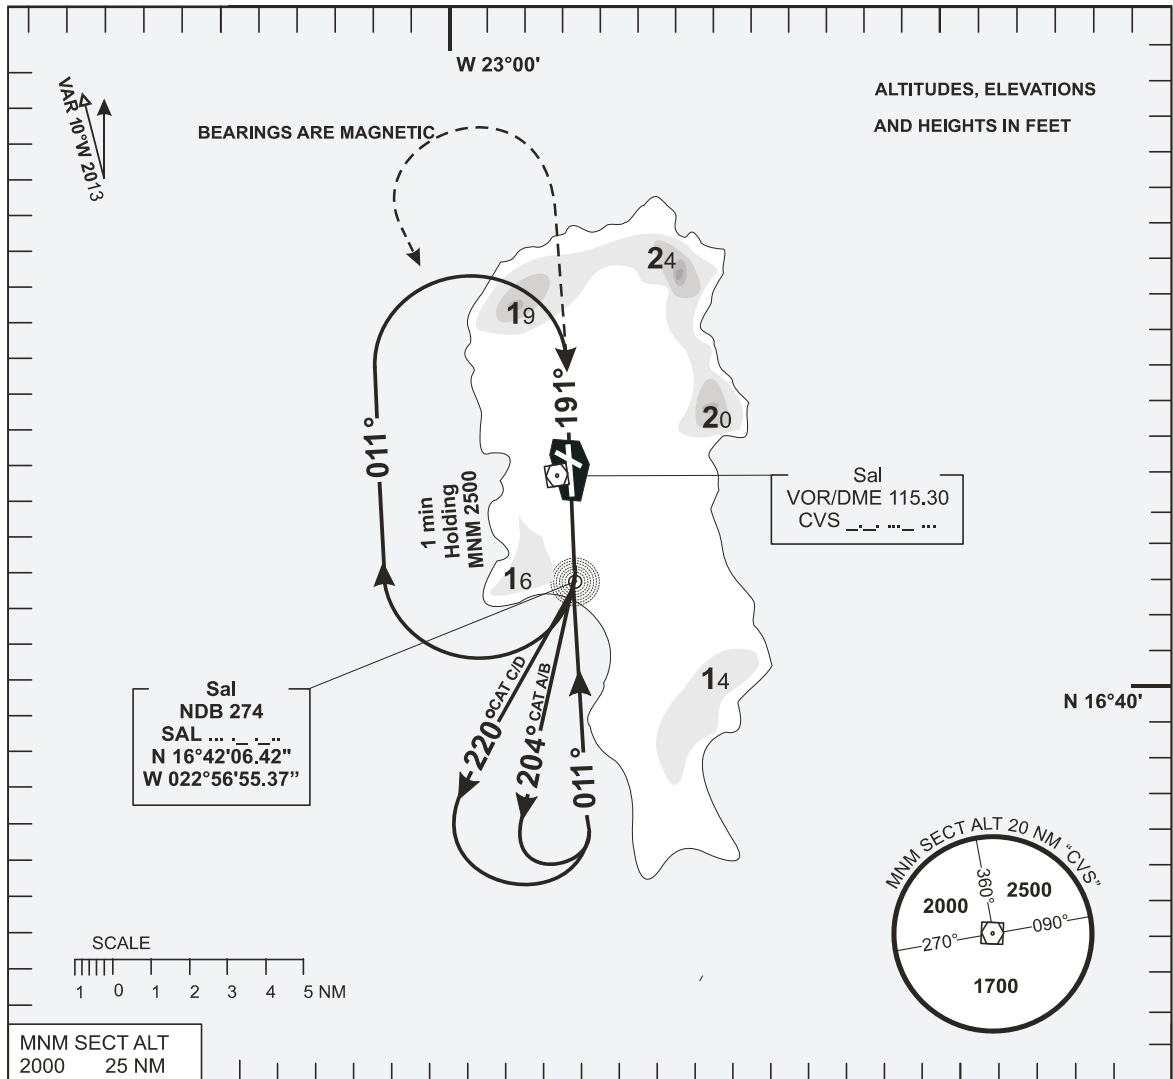 W 23°00'
VAR 10°W 2013
BEARINGS ARE MAGNETIC
ALTITUDES, ELEVATIONS
AND HEIGHTS IN FEET
24
19
20
191°
011°
1 min
Holding
MNM 2500
Sal
VOR/DME 115.30
CVS _._. ..._ ...
16
14
N 16°40'
Sal
NDB 274
SAL ... ._ ._..
N 16°42'06.42"
W 022°56'55.37”
220° CAT C/D
204° CAT A/B
011°
MNM SECT ALT 20 NM “CVS”
360°
2000
2500
270°
090°
1700
SCALE
1 0 1 2 3 4 5 NM
MNM SECT ALT
2000 25 NM